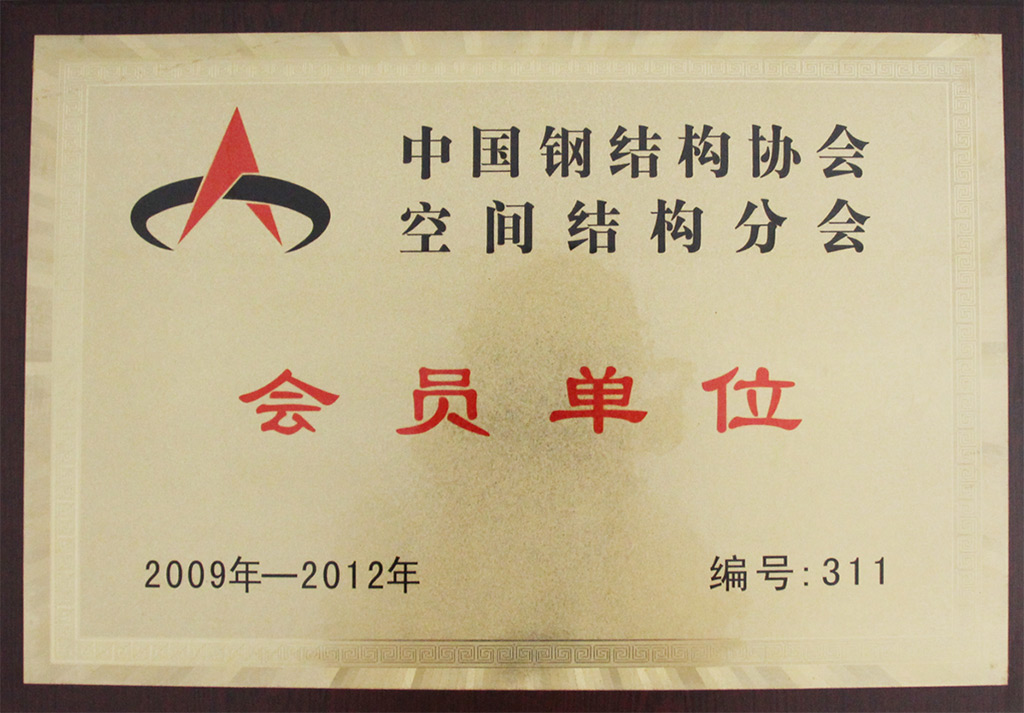 中国钢结构协会
空间结构分会
会员单位
2009年—2012年
编号:311